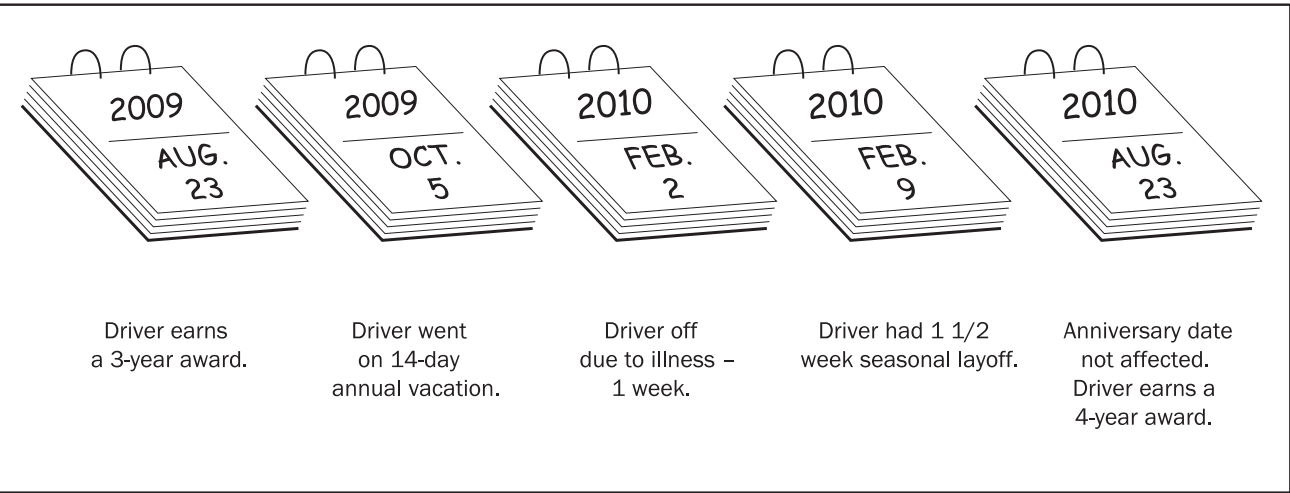 2009
AUG.
23
2009
OCT.
5
2010
FEB.
2
2010
FEB.
9
2010
AUG.
23
Driver earns
a 3-year award.
Driver went
on 14-day
annual vacation.
Driver off
due to illness –
1 week.
Driver had 1 1/2
week seasonal layoff.
Anniversary date
not affected.
Driver earns a
4-year award.